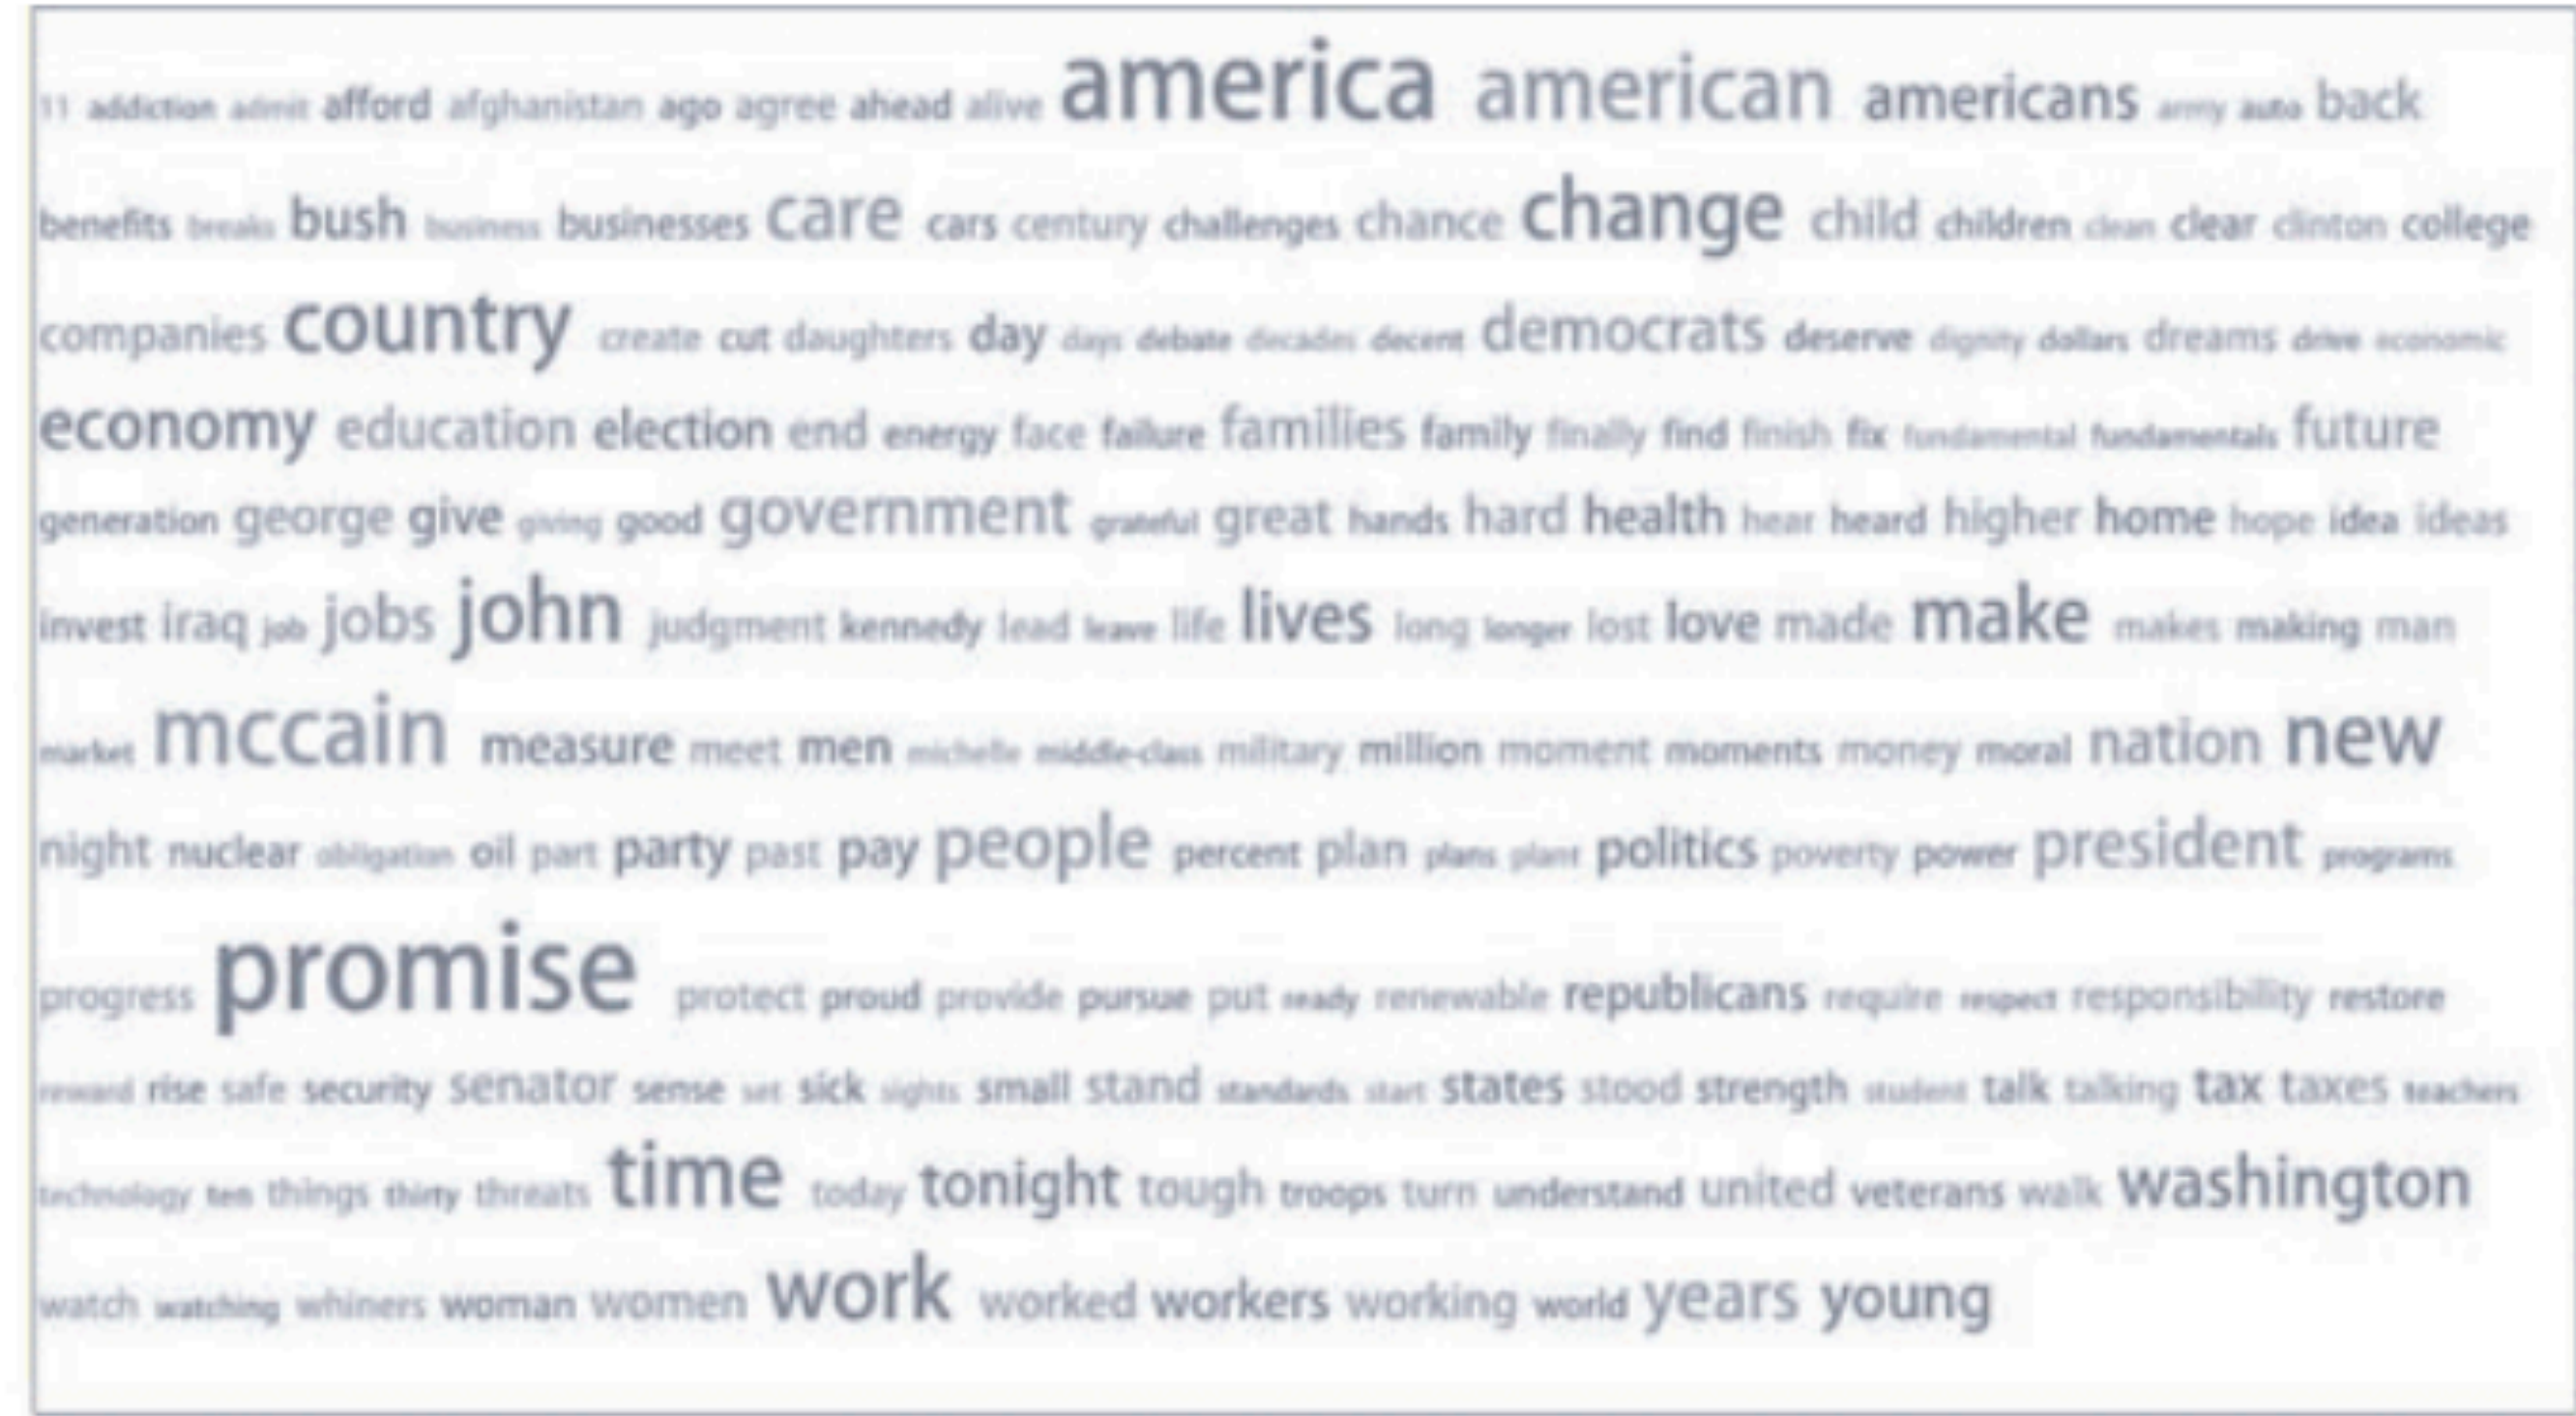 11 addiction admit afford afghanistan ago agree ahead alive america american americans army auto back
benefits breaks bush business businesses care cars century challenges chance change child children clean clear clinton college
companies country create cut daughters day days debate decades decent democrats deserve dignity dollars dreams drive economic
economy education election end energy face failure families family finally find finish fix fundamental fundamentals future
generation george give giving good government grateful great hands hard health hear heard higher home hope idea ideas
invest iraq job jobs john judgment kennedy lead leave life lives long longer lost love made make makes making man
market mccain measure meet men michelle middle-class military million moment moments money moral nation new
night nuclear obligation oil part party past pay people percent plan plans plant politics poverty power president programs
progress promise protect proud provide pursue put ready renewable republicans require respect responsibility restore
reward rise safe security senator sense set sick sights small stand standards start states stood strength student talk talking tax taxes teachers
technology ten things thirty threats time today tonight tough troops turn understand united veterans walk washington
watch watching whiners woman women work worked workers working world years young